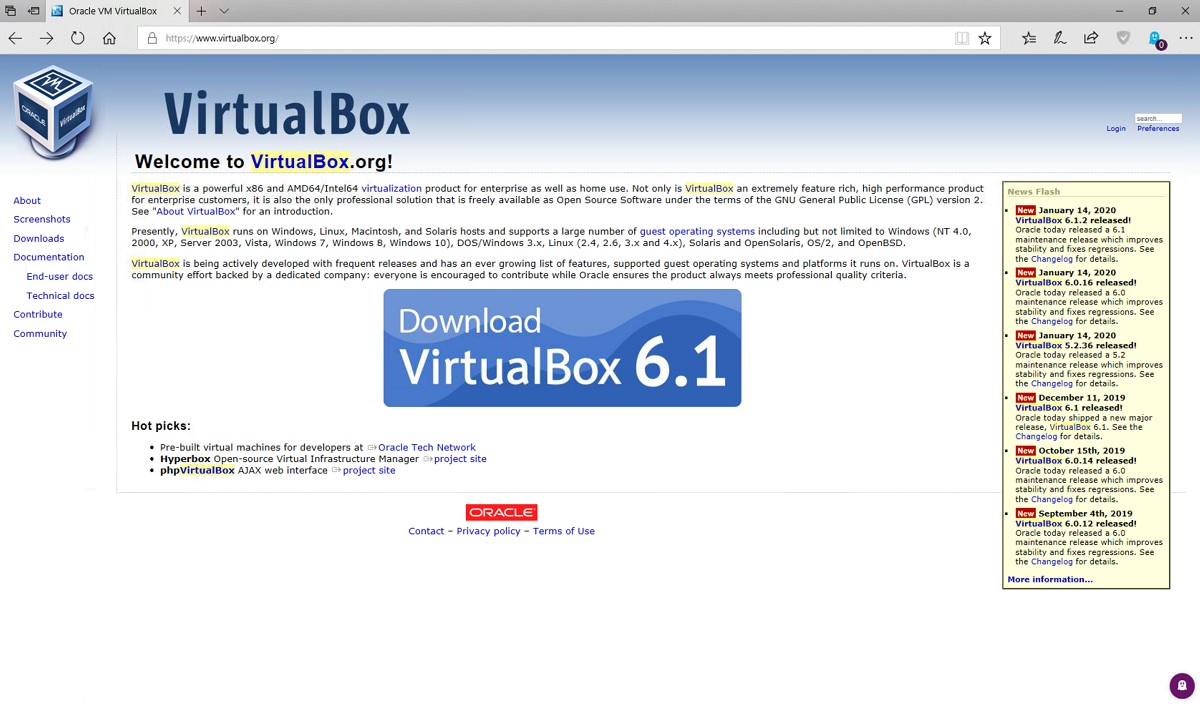 Oracle VM VirtualBox
https://www.virtualbox.org/
0
VM
ORACLE
VirtualBox
VirtualBox
search...
Login Preferences
Welcome to VirtualBox.org!
About
Screenshots
Downloads
Documentation
End-user docs
Technical docs
Contribute
Community
VirtualBox is a powerful x86 and AMD64/Intel64 virtualization product for enterprise as well as home use. Not only is VirtualBox an extremely feature rich, high performance product
for enterprise customers, it is also the only professional solution that is freely available as Open Source Software under the terms of the GNU General Public License (GPL) version 2.
See "About VirtualBox" for an introduction.
Presently, VirtualBox runs on Windows, Linux, Macintosh, and Solaris hosts and supports a large number of guest operating systems including but not limited to Windows (NT 4.0,
2000, XP, Server 2003, Vista, Windows 7, Windows 8, Windows 10), DOS/Windows 3.x, Linux (2.4, 2.6, 3.x and 4.x), Solaris and OpenSolaris, OS/2, and OpenBSD.
VirtualBox is being actively developed with frequent releases and has an ever growing list of features, supported guest operating systems and platforms it runs on. VirtualBox is a
community effort backed by a dedicated company: everyone is encouraged to contribute while Oracle ensures the product always meets professional quality criteria.
Download
VirtualBox 6.1
Hot picks:
• Pre-built virtual machines for developers at Oracle Tech Network
• Hyperbox Open-source Virtual Infrastructure Manager project site
• phpVirtualBox AJAX web interface project site
News Flash
New January 14, 2020
VirtualBox 6.1.2 released!
Oracle today released a 6.1
maintenance release which improves
stability and fixes regressions. See
the Changelog for details.
New January 14, 2020
VirtualBox 6.0.16 released!
Oracle today released a 6.0
maintenance release which improves
stability and fixes regressions. See
the Changelog for details.
New January 14, 2020
VirtualBox 5.2.36 released!
Oracle today released a 5.2
maintenance release which improves
stability and fixes regressions. See
the Changelog for details.
New December 11, 2019
VirtualBox 6.1 released!
Oracle today shipped a new major
release, VirtualBox 6.1. See the
Changelog for details.
New October 15th, 2019
VirtualBox 6.0.14 released!
Oracle today released a 6.0
maintenance release which improves
stability and fixes regressions. See
the Changelog for details.
New September 4th, 2019
VirtualBox 6.0.12 released!
Oracle today released a 6.0
maintenance release which improves
stability and fixes regressions. See
the Changelog for details.
More information...
ORACLE
Contact – Privacy policy – Terms of Use